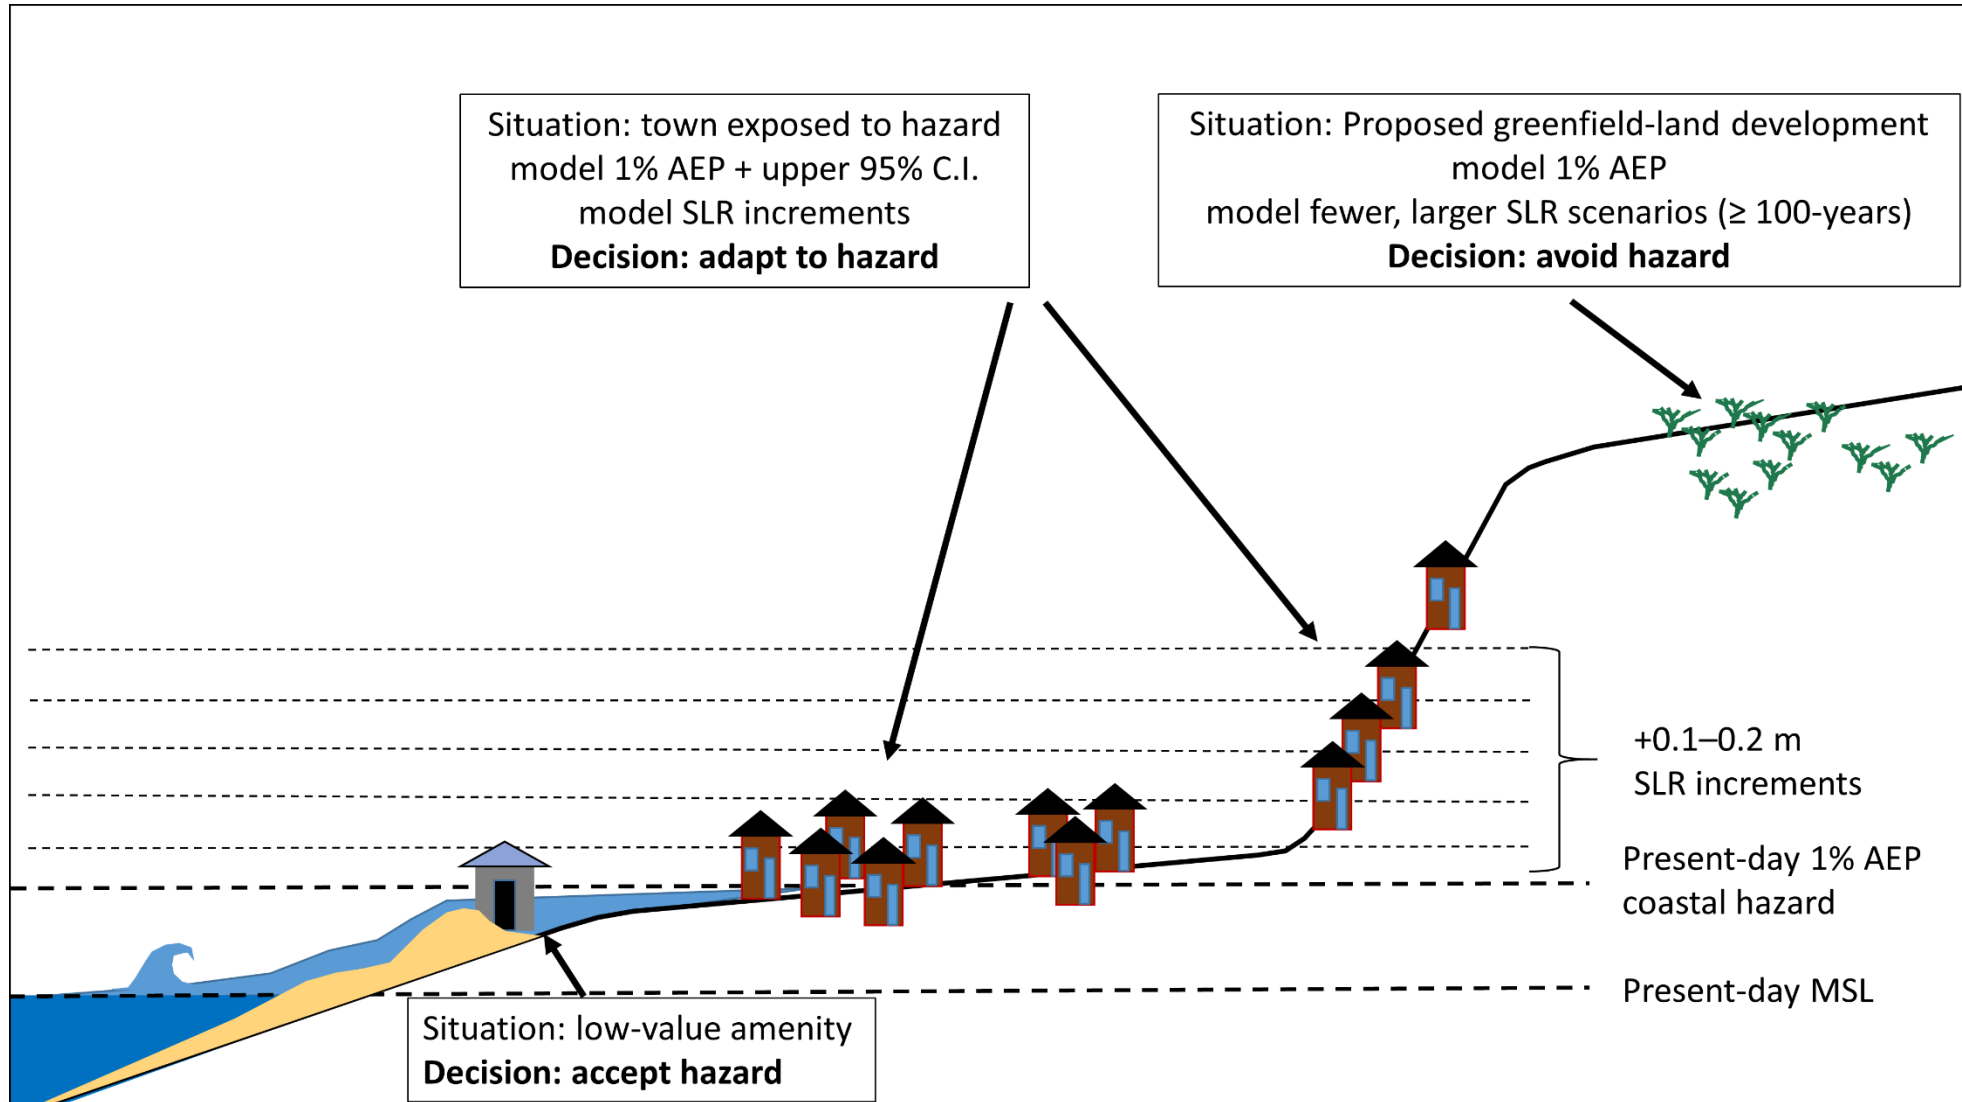 Situation: town exposed to hazard
model 1% AEP + upper 95% C.I.
model SLR increments
Decision: adapt to hazard
Situation: Proposed greenfield-land development
model 1% AEP
model fewer, larger SLR scenarios (≥ 100-years)
Decision: avoid hazard
+0.1–0.2 m
SLR increments
Present-day 1% AEP
coastal hazard
Present-day MSL
Situation: low-value amenity
Decision: accept hazard